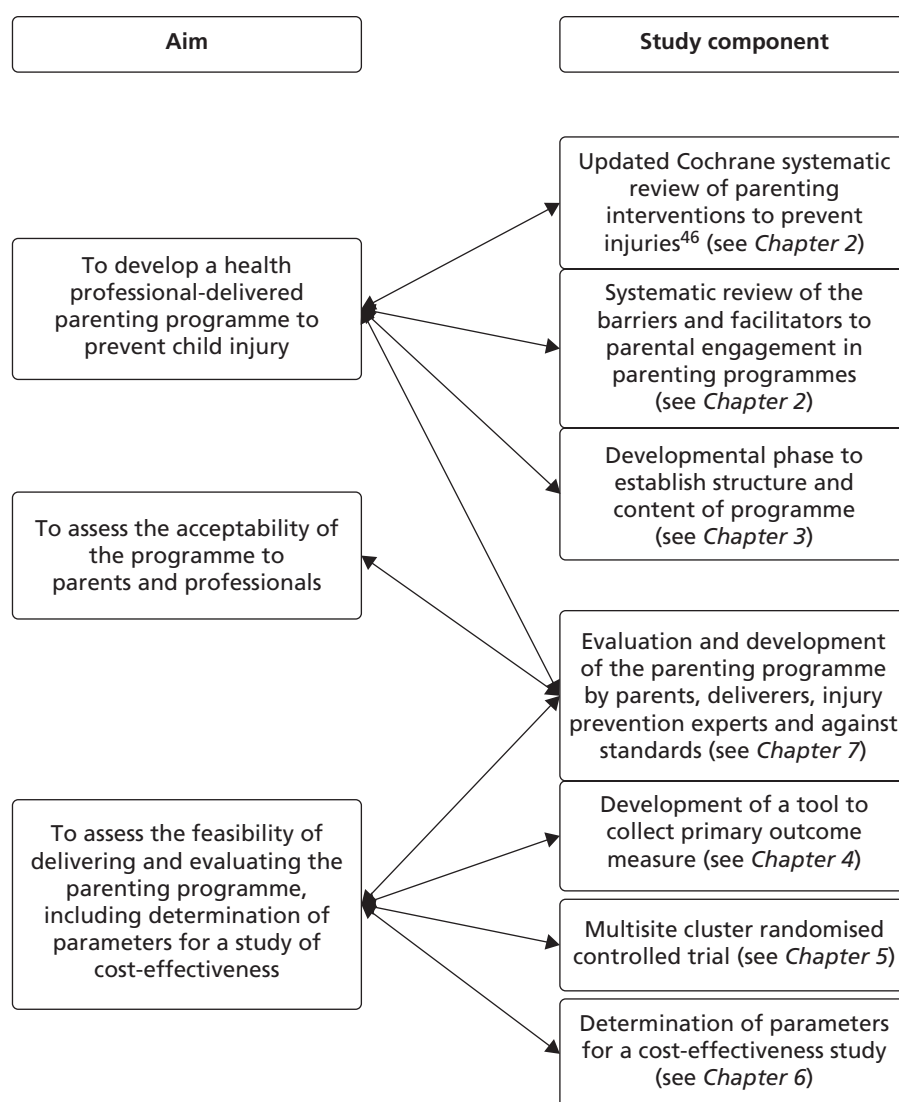 Aim
Study component
To develop a health
professional-delivered
parenting programme to
prevent child injury
To assess the acceptability of
the programme to
parents and professionals
To assess the feasibility of
delivering and evaluating the
parenting programme,
including determination of
parameters for a study of
cost-effectiveness
Updated Cochrane systematic
review of parenting
interventions to prevent
injuries46 (see Chapter 2)
Systematic review of the
barriers and facilitators to
parental engagement in
parenting programmes
(see Chapter 2)
Developmental phase to
establish structure and
content of programme
(see Chapter 3)
Evaluation and development
of the parenting programme
by parents, deliverers, injury
prevention experts and against
standards (see Chapter 7)
Development of a tool to
collect primary outcome
measure (see Chapter 4)
Multisite cluster randomised
controlled trial (see Chapter 5)
Determination of parameters
for a cost-effectiveness study
(see Chapter 6)